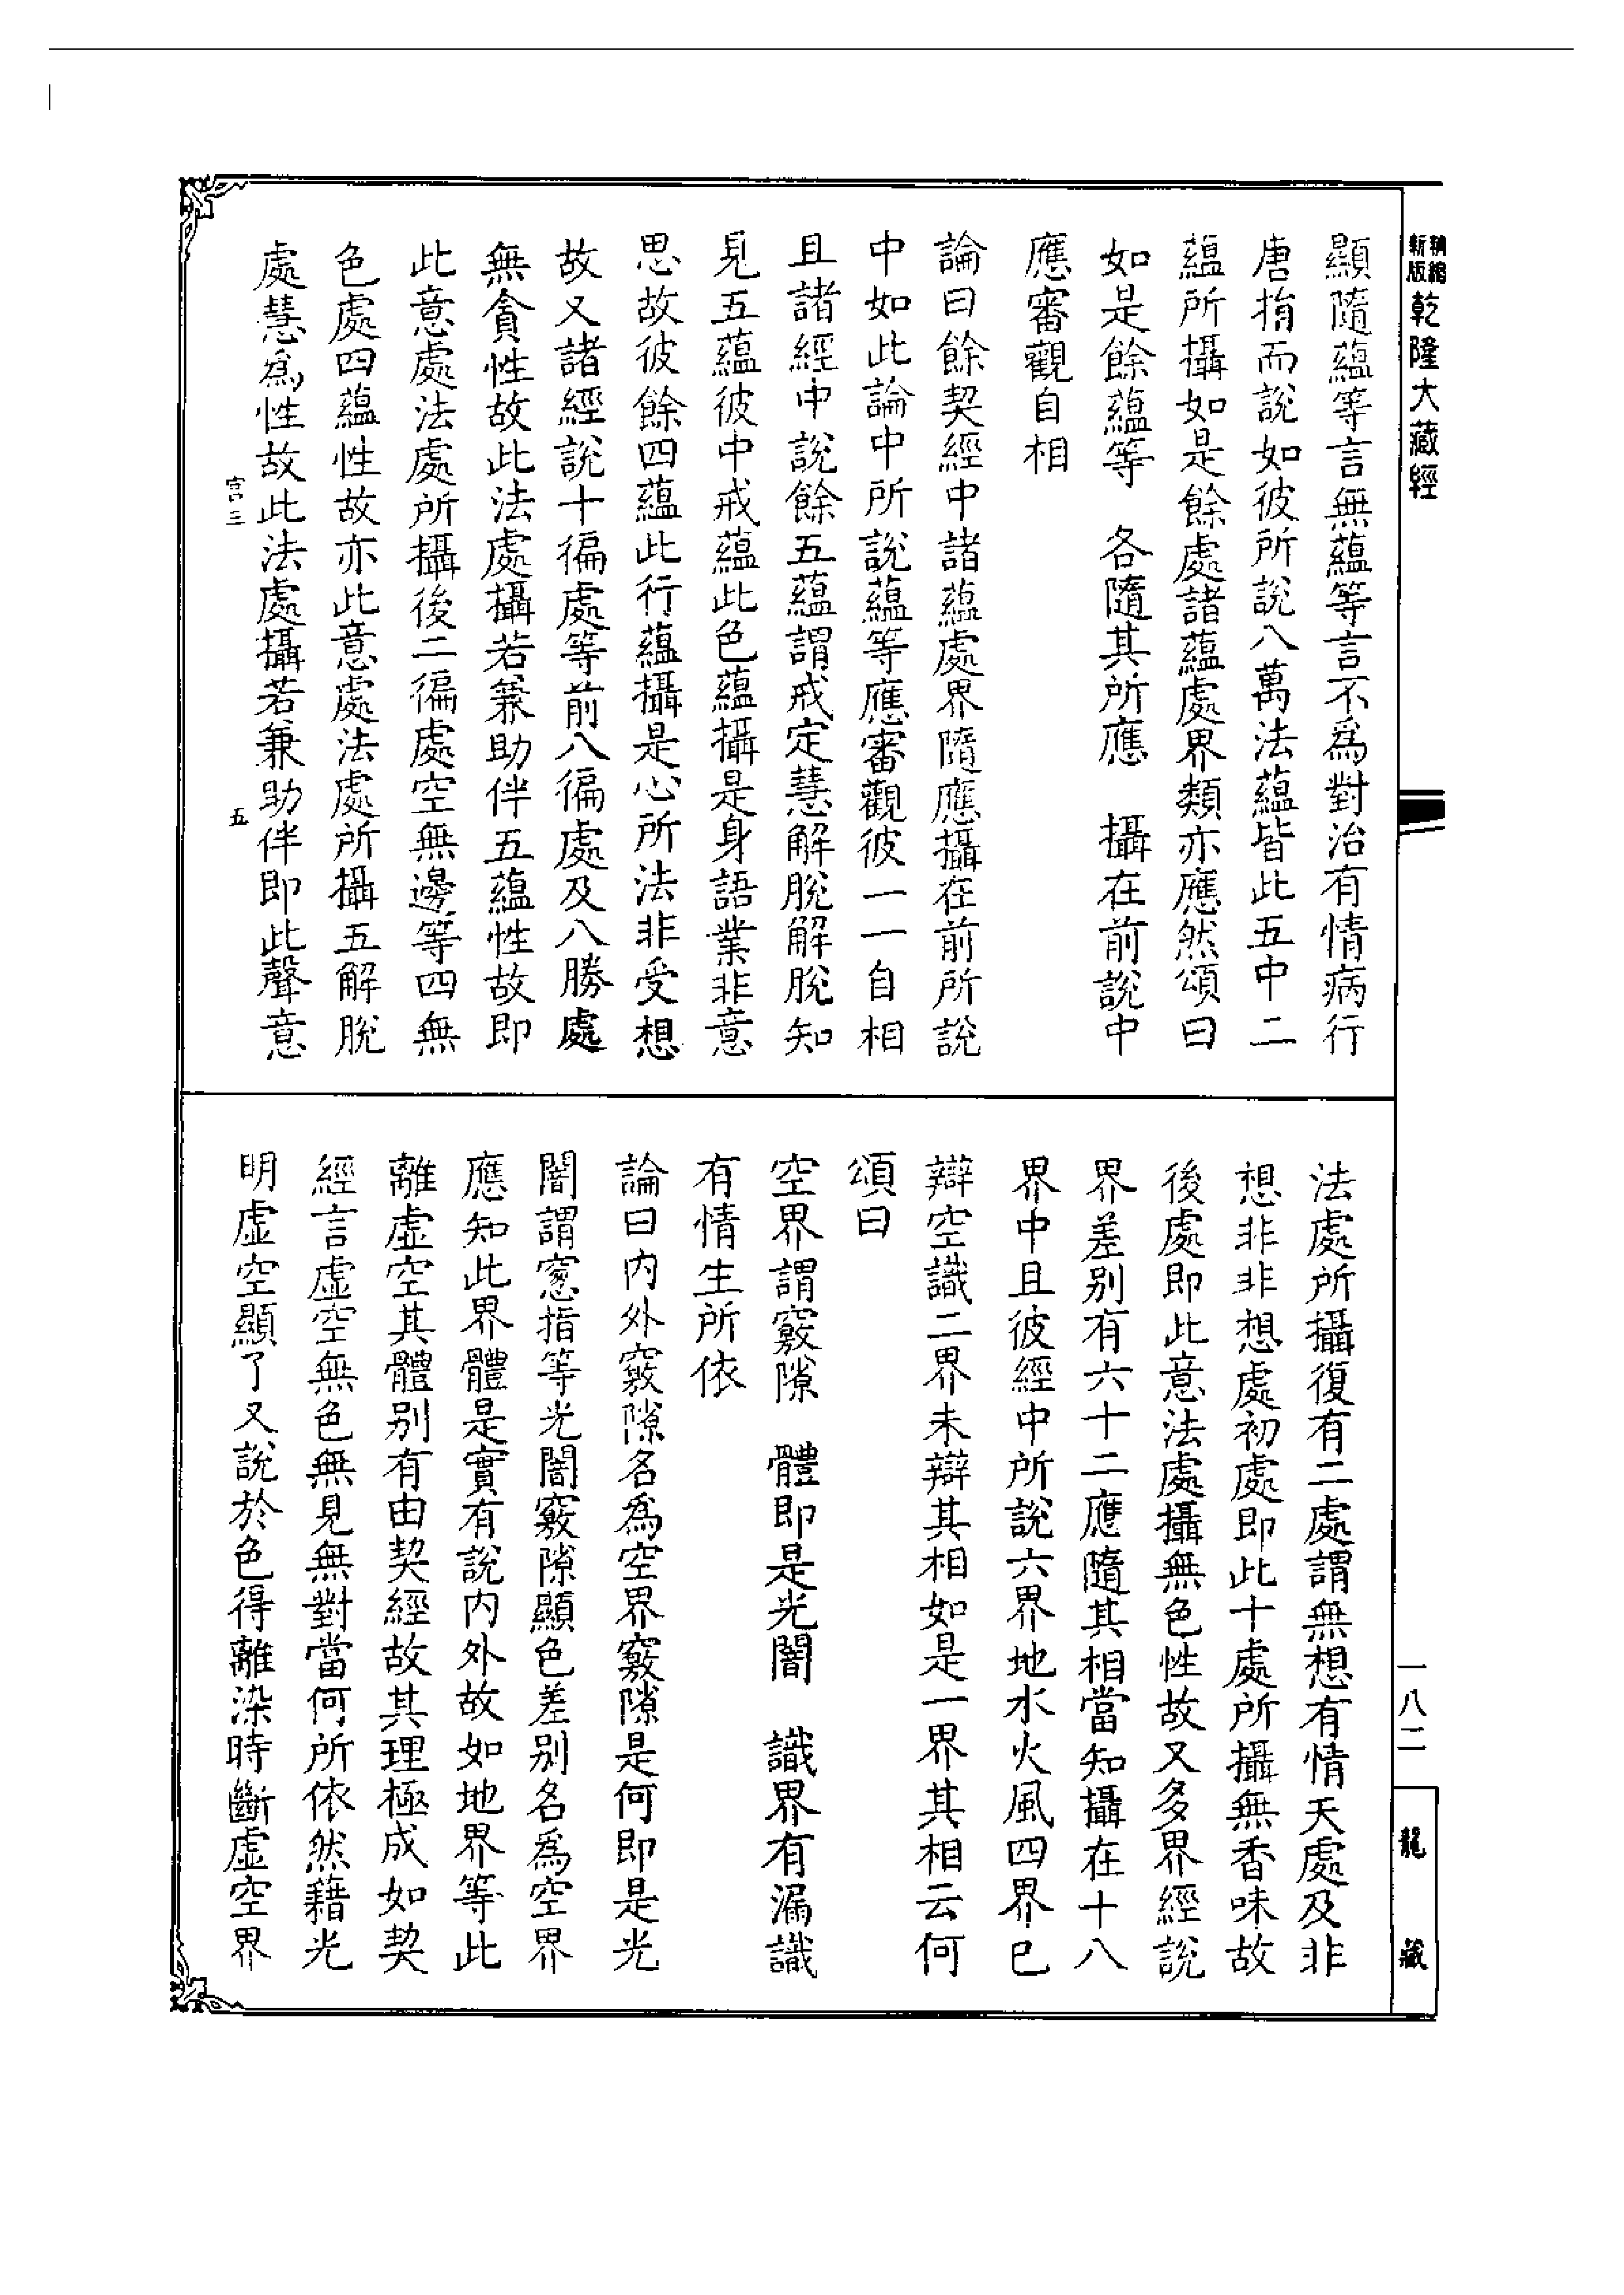 精縮新版乾隆大藏經
顯隨蘊等言無蘊等言不為對治有情病行
唐捐而說如彼所說八萬法蘊皆此五中二
蘊所攝如是餘處諸蘊處界類亦應然頌曰
如是餘蘊等　各隨其所應　攝在前說中
應審觀自相
論曰餘契經中諸蘊處界隨應攝在前所說
中如此論中所說蘊等應審觀彼一一自相
且諸經中說餘五蘊謂戒定慧解脫解脫知
見五蘊彼中戒蘊此色蘊攝是身語業非意
思故彼餘四蘊此行蘊攝是心所法非受想
故又諸經說十徧處等前八徧處及八勝處
無貪性故此法處攝若兼助伴五蘊性故即
此意處法處所攝後二徧處空無邊等四無
色處四蘊性故亦此意處法處所攝五解脫
處慧為性故此法處攝若兼助伴即此聲意
宫三　五
法處所攝復有二處謂無想有情天處及非
想非非想處初處即此十處所攝無香味故
後處即此意法處攝無色性故又多界經說
界差別有六十二應隨其相當知攝在十八
界中且彼經中所說六界地水火風四界已
辯空識二界未辯其相如是一界其相云何
頌曰
空界謂竅隙　體即是光闇　識界有漏識
有情生所依
論曰內外竅隙名為空界竅隙是何即是光
闇謂窻指等光闇竅隙顯色差別名為空界
應知此界體是實有說內外故如地界等此
離虛空其體別有由契經故其理極成如契
經言虛空無色無見無對當何所依然藉光
明虛空顯了又說於色得離染時斷虛空界
一八二
龍藏